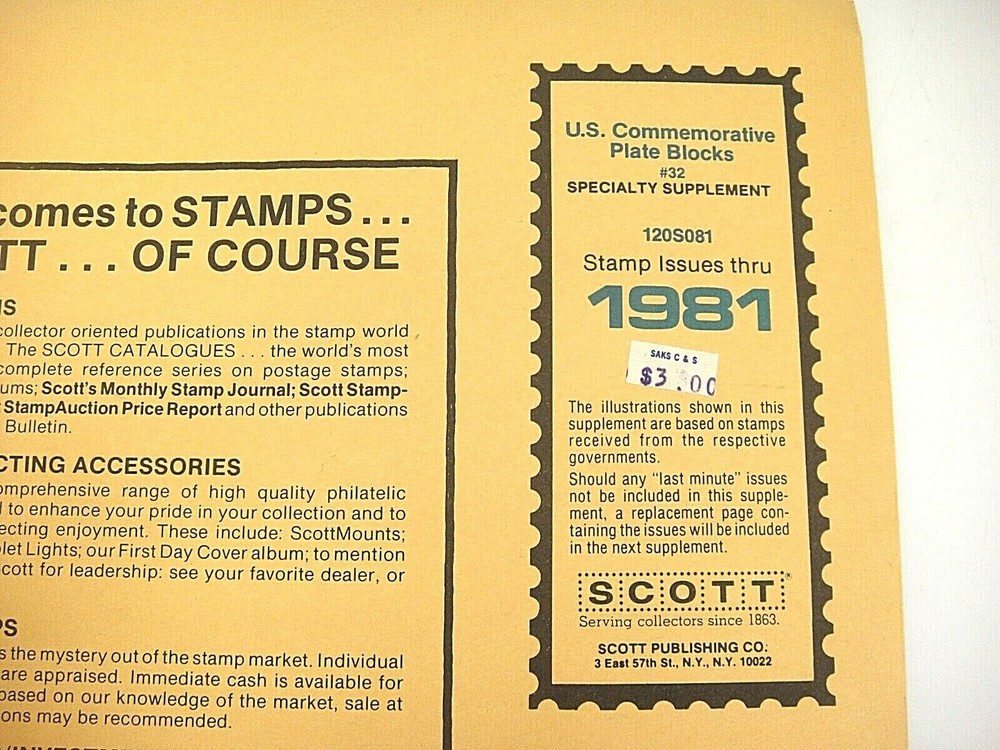 comes to STAMPS...
TT... OF COURSE
collector oriented publications in the stamp world
The SCOTT CATALOGUES... the world's most
complete reference series on postage stamps;
ums; Scott's Monthly Stamp Journal; Scott Stamp-
StampAuction Price Report and other publications
Bulletin.
CTING ACCESSORIES
omprehensive range of high quality philatelic
to enhance your pride in your collection and to
ecting enjoyment. These include: ScottMounts;
let Lights; our First Day Cover album; to mention
cott for leadership: see your favorite dealer, or
PS
s the mystery out of the stamp market. Individual
are appraised. Immediate cash is available for
based on our knowledge of the market, sale at
ons may be recommended.
U.S. Commemorative
Plate Blocks
#32
SPECIALTY SUPPLEMENT
120S081
Stamp Issues thru
1981
SAKS C & S
$3.00
The illustrations shown in this
supplement are based on stamps
received from the respective
governments.
Should any "last minute" issues
not be included in this supple-
ment, a replacement page con-
taining the issues will be included
in the next supplement.
SCOTT®
Serving collectors since 1863.
SCOTT PUBLISHING CO.
3 East 57th St., N.Y., N.Y. 10022